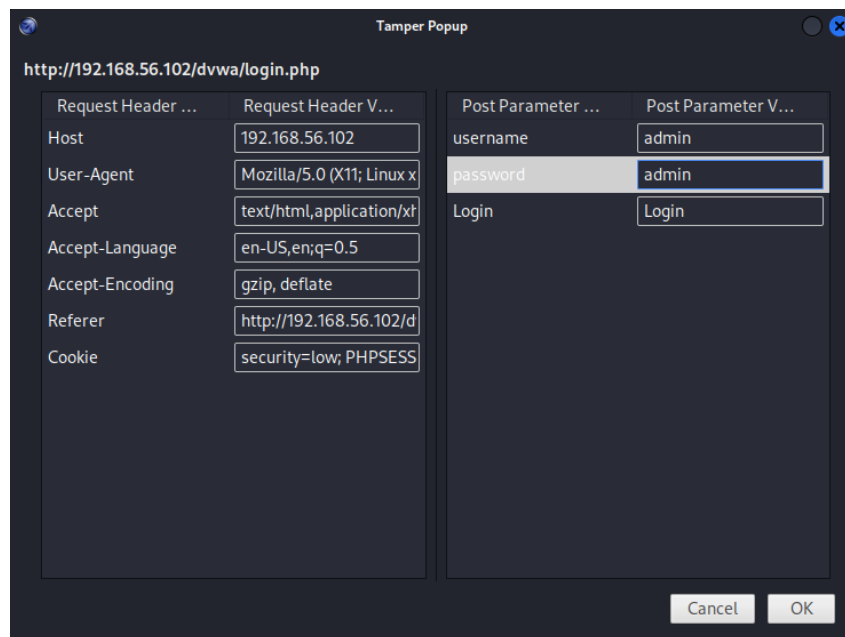 Tamper Popup
http://192.168.56.102/dvwa/login.php
Request Header ... Request Header V...
Host 192.168.56.102
User-Agent Mozilla/5.0 (X11; Linux x
Accept text/html,application/xh
Accept-Language en-US,en;q=0.5
Accept-Encoding gzip, deflate
Referer http://192.168.56.102/d
Cookie security=low; PHPSESS
Post Parameter ... Post Parameter V...
username admin
password admin
Login Login
Cancel OK